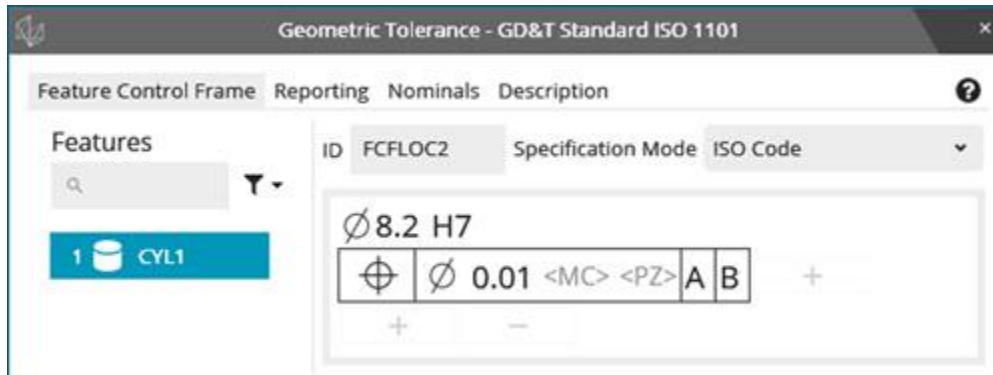 Geometric Tolerance - GD&T Standard ISO 1101 ×
Feature Control Frame Reporting Nominals Description ?
Features
ID FCFLOC2 Specification Mode ISO Code
∅8.2 H7
1 CYL1
⌖ ∅ 0.01 <MC> <PZ> A B +
+ −